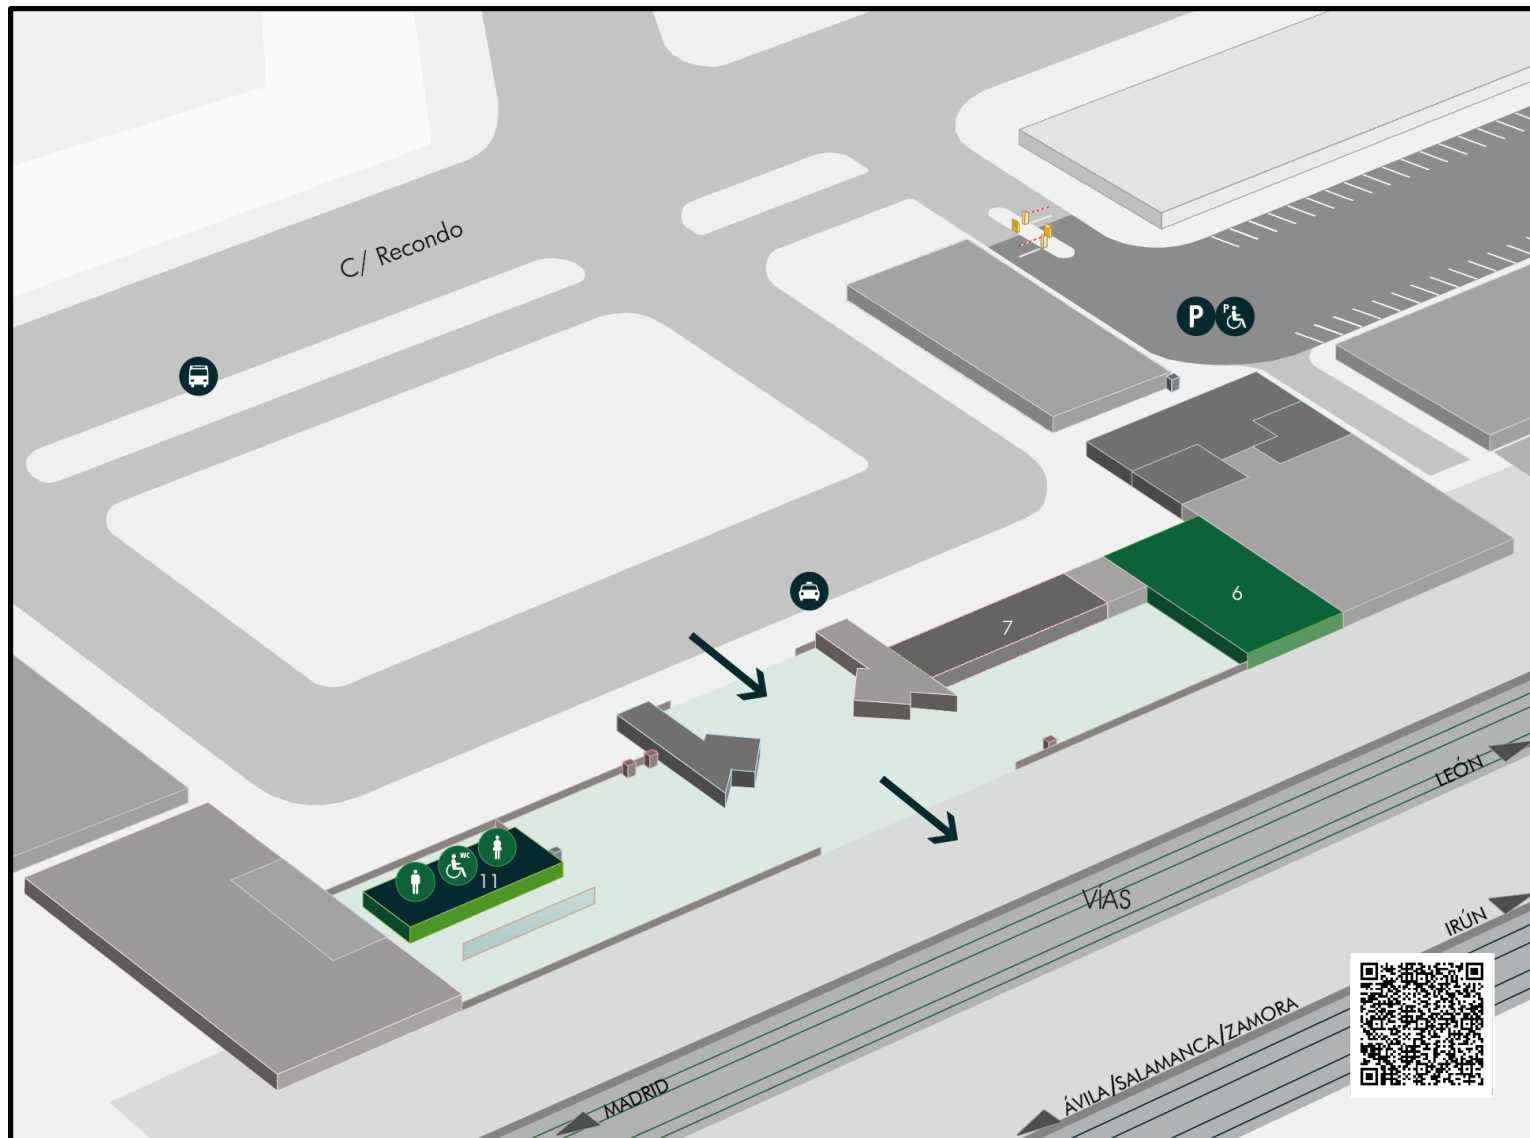 C/ Recondo
P
P
6
7
WC
11
LEÓN
VÍAS
IRÚN
ÁVILA/SALAMANCA/ZAMORA
MADRID